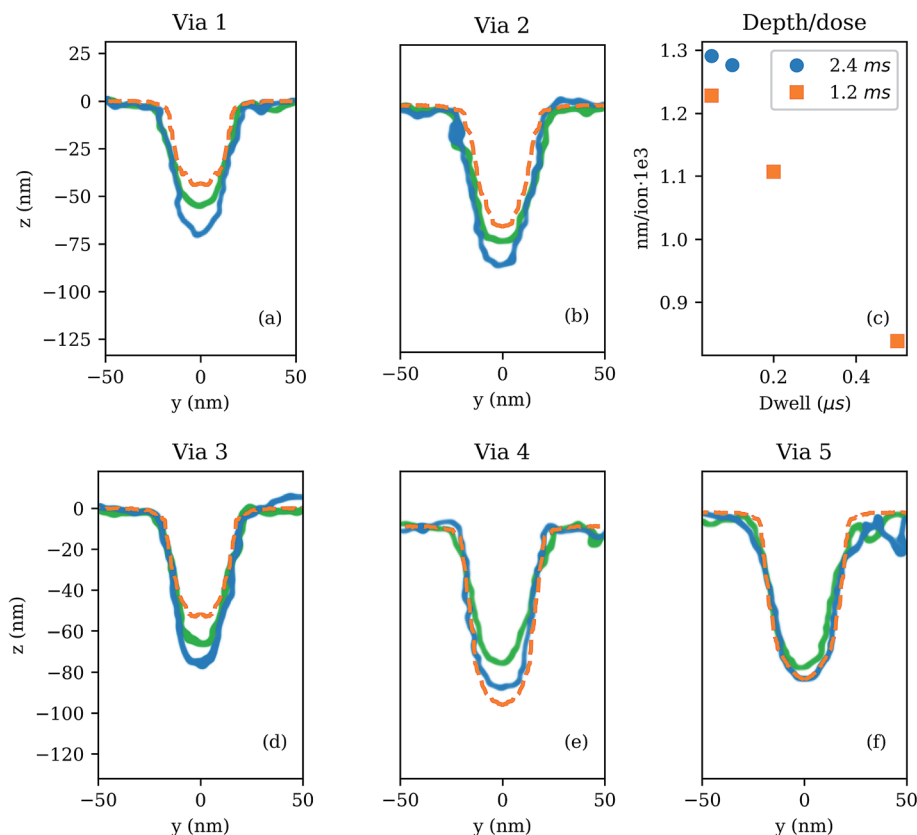 Via 1
Via 2
Depth/dose
25
0
−25
−50
−75
−100
−125
z (nm)
(a)
−50
0
50
y (nm)
(b)
−50
0
50
y (nm)
1.3
1.2
1.1
1.0
0.9
nm/ion·1e3
2.4 ms
1.2 ms
(c)
0.2
0.4
Dwell (μs)
Via 3
Via 4
Via 5
0
−20
−40
−60
−80
−100
−120
z (nm)
(d)
−50
0
50
y (nm)
(e)
−50
0
50
y (nm)
(f)
−50
0
50
y (nm)